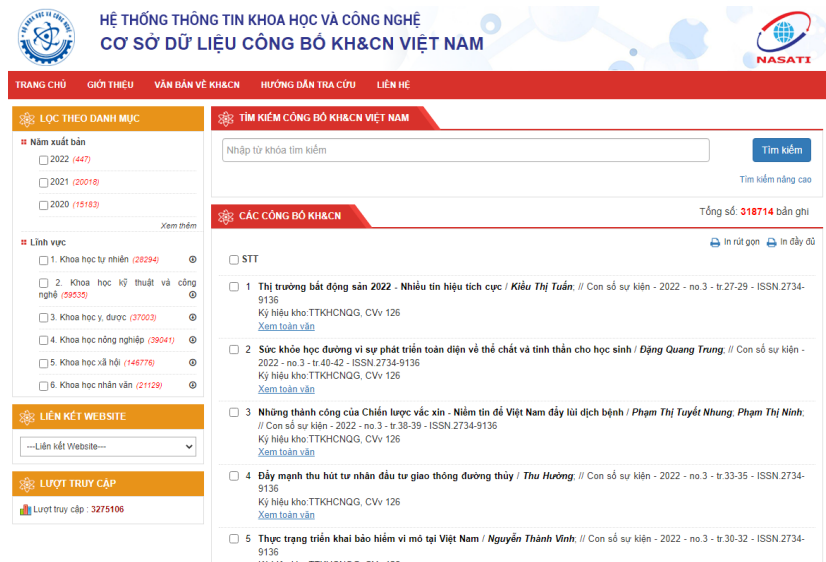 HỆ THỐNG THÔNG TIN KHOA HỌC VÀ CÔNG NGHỆ
CƠ SỞ DỮ LIỆU CÔNG BỐ KH&CN VIỆT NAM
NASATI
TRANG CHỦ GIỚI THIỆU VĂN BẢN VỀ KH&CN HƯỚNG DẪN TRA CỨU LIÊN HỆ
LỌC THEO DANH MỤC
Năm xuất bản
2022 (447)
2021 (20018)
2020 (15183)
Xem thêm
Lĩnh vực
1. Khoa học tự nhiên (28294)
2. Khoa học kỹ thuật và công
nghệ (59535)
3. Khoa học y, dược (37003)
4. Khoa học nông nghiệp (39041)
5. Khoa học xã hội (146776)
6. Khoa học nhân văn (21129)
LIÊN KẾT WEBSITE
---Liên kết Website---
LƯỢT TRUY CẬP
Lượt truy cập : 3275106
TÌM KIẾM CÔNG BỐ KH&CN VIỆT NAM
Nhập từ khóa tìm kiếm
Tìm kiếm
Tìm kiếm nâng cao
CÁC CÔNG BỐ KH&CN
Tổng số: 318714 bản ghi
In rút gọn In đầy đủ
STT
1 Thị trường bất động sản 2022 - Nhiều tín hiệu tích cực / Kiều Thị Tuấn; // Con số sự kiện - 2022 - no.3 - tr.27-29 - ISSN.2734-
9136
Ký hiệu kho:TTKHCNQG, CVv 126
Xem toàn văn
2 Sức khỏe học đường vì sự phát triển toàn diện về thể chất và tinh thần cho học sinh / Đặng Quang Trung; // Con số sự kiện -
2022 - no.3 - tr.40-42 - ISSN.2734-9136
Ký hiệu kho:TTKHCNQG, CVv 126
Xem toàn văn
3 Những thành công của Chiến lược vắc xin - Niềm tin để Việt Nam đẩy lùi dịch bệnh / Phạm Thị Tuyết Nhung; Phạm Thị Ninh;
// Con số sự kiện - 2022 - no.3 - tr.38-39 - ISSN.2734-9136
Ký hiệu kho:TTKHCNQG, CVv 126
Xem toàn văn
4 Đẩy mạnh thu hút tư nhân đầu tư giao thông đường thủy / Thu Hường; // Con số sự kiện - 2022 - no.3 - tr.33-35 - ISSN.2734-
9136
Ký hiệu kho:TTKHCNQG, CVv 126
Xem toàn văn
5 Thực trạng triển khai bảo hiểm vi mô tại Việt Nam / Nguyễn Thành Vinh; // Con số sự kiện - 2022 - no.3 - tr.30-32 - ISSN.2734-
9136